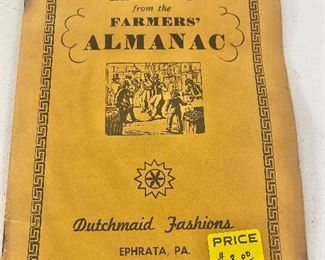 from the
FARMERS'
ALMANAC
Dutchmaid Fashions
EPHRATA, PA.
PRICE
$ 2.00